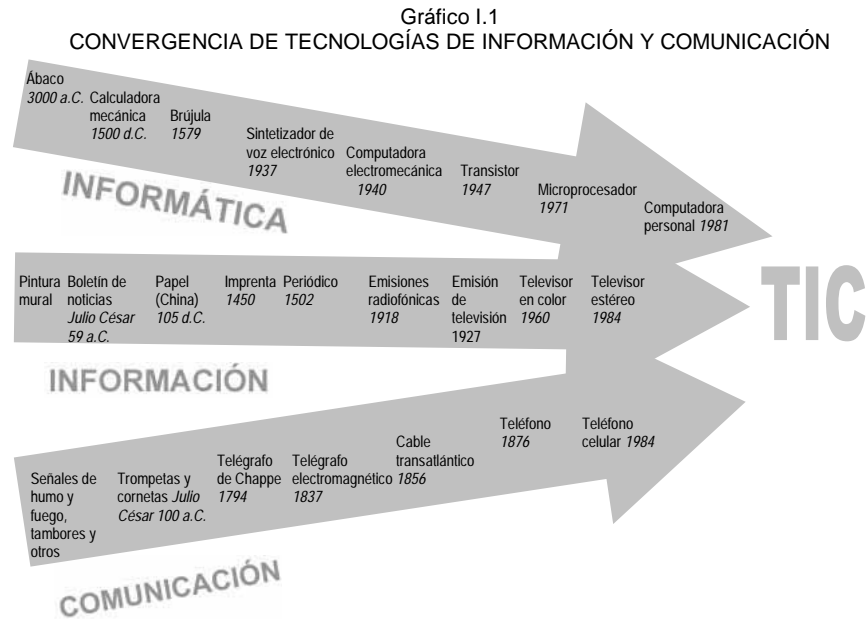 Gráfico I.1
CONVERGENCIA DE TECNOLOGÍAS DE INFORMACIÓN Y COMUNICACIÓN
Ábaco
3000 a.C.
Calculadora
mecánica
1500 d.C.
Brújula
1579
Sintetizador de
voz electrónico
1937
Computadora
electromecánica
1940
Transistor
1947
Microprocesador
1971
Computadora
personal 1981
INFORMÁTICA
Pintura
mural
Boletín de
noticias
Julio César
59 a.C.
Papel
(China)
105 d.C.
Imprenta
1450
Periódico
1502
Emisiones
radiofónicas
1918
Emisión
de
televisión
1927
Televisor
en color
1960
Televisor
estéreo
1984
TIC
INFORMACIÓN
Señales de
humo y
fuego,
tambores y
otros
Trompetas y
cornetas Julio
César 100 a.C.
Telégrafo
de Chappe
1794
Telégrafo
electromagnético
1837
Cable
transatlántico
1856
Teléfono
1876
Teléfono
celular 1984
COMUNICACIÓN